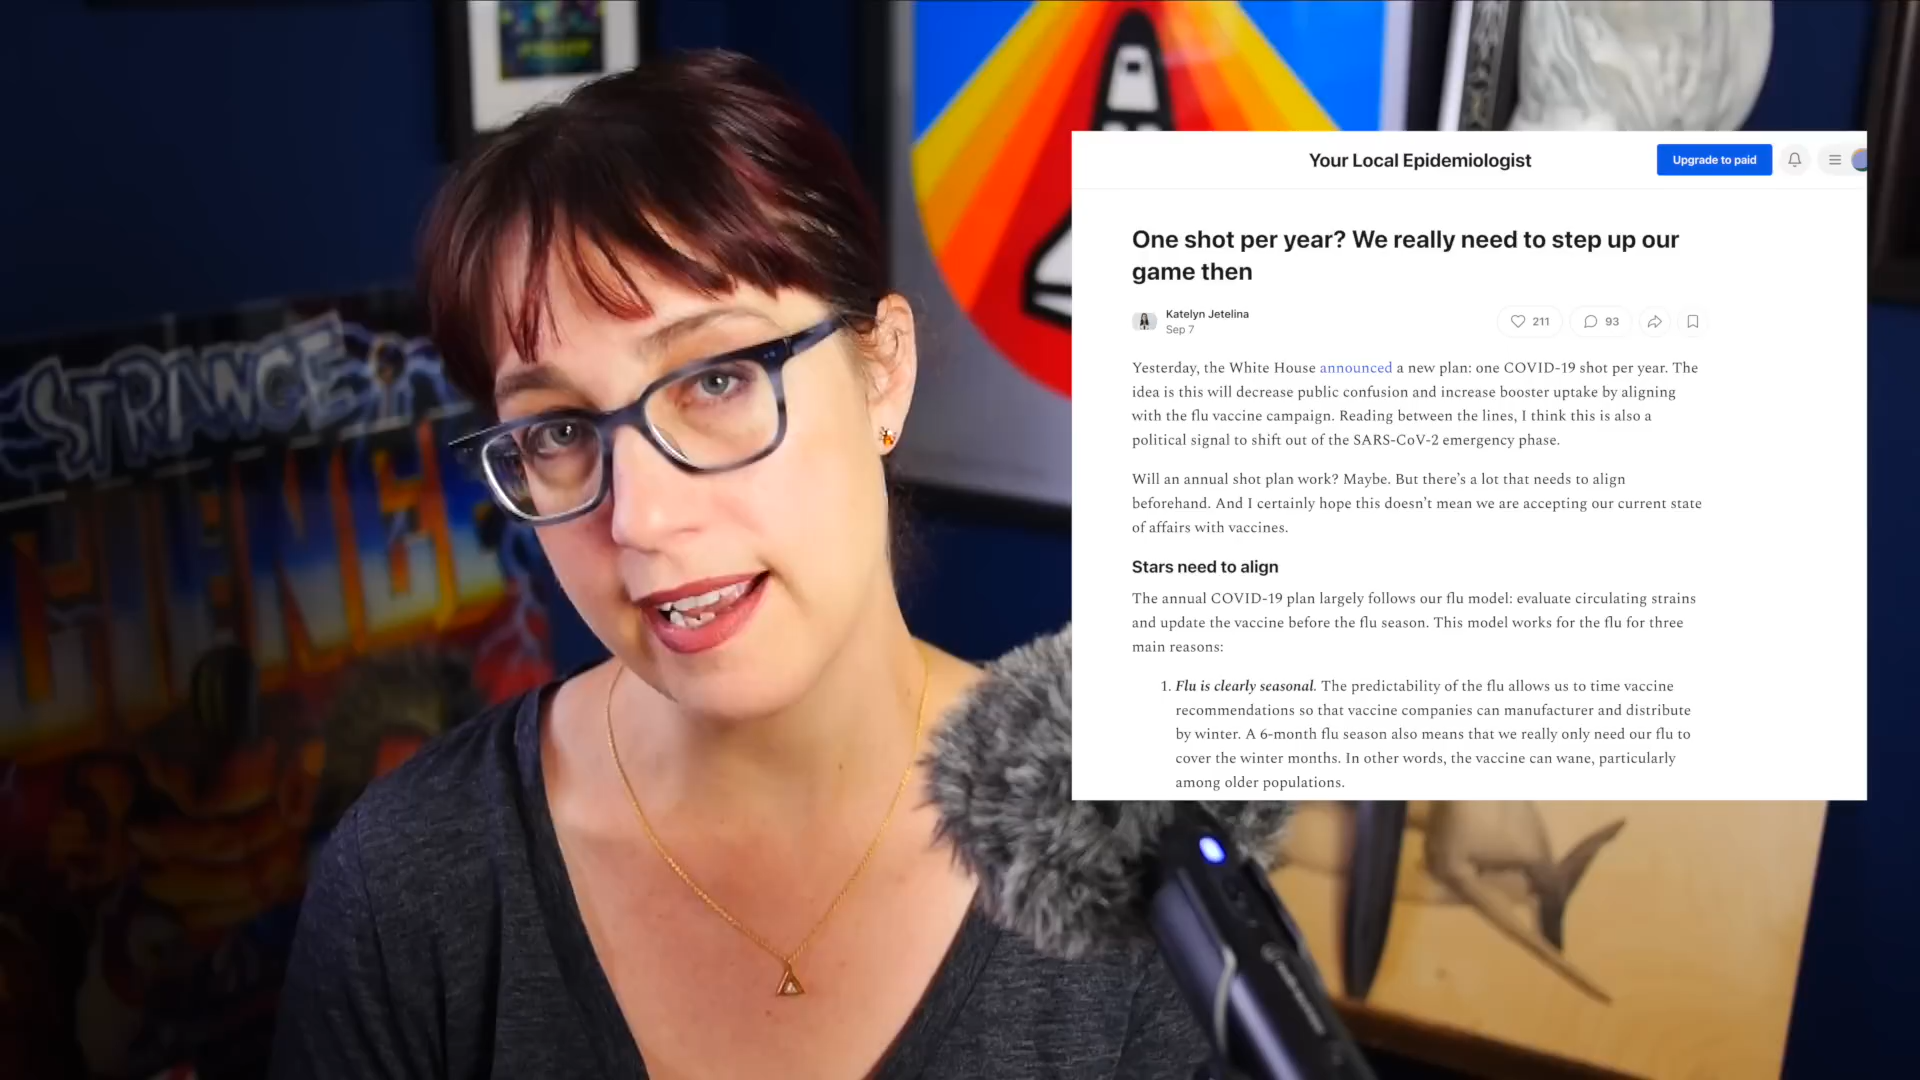 STRANGE
Your Local Epidemiologist
Upgrade to paid
One shot per year? We really need to step up our
game then
Katelyn Jetelina
Sep 7
211
93
Yesterday, the White House announced a new plan: one COVID-19 shot per year. The
idea is this will decrease public confusion and increase booster uptake by aligning
with the flu vaccine campaign. Reading between the lines, I think this is also a
political signal to shift out of the SARS-CoV-2 emergency phase.
Will an annual shot plan work? Maybe. But there’s a lot that needs to align
beforehand. And I certainly hope this doesn’t mean we are accepting our current state
of affairs with vaccines.
Stars need to align
The annual COVID-19 plan largely follows our flu model: evaluate circulating strains
and update the vaccine before the flu season. This model works for the flu for three
main reasons:
1. Flu is clearly seasonal. The predictability of the flu allows us to time vaccine
recommendations so that vaccine companies can manufacturer and distribute
by winter. A 6-month flu season also means that we really only need our flu to
cover the winter months. In other words, the vaccine can wane, particularly
among older populations.